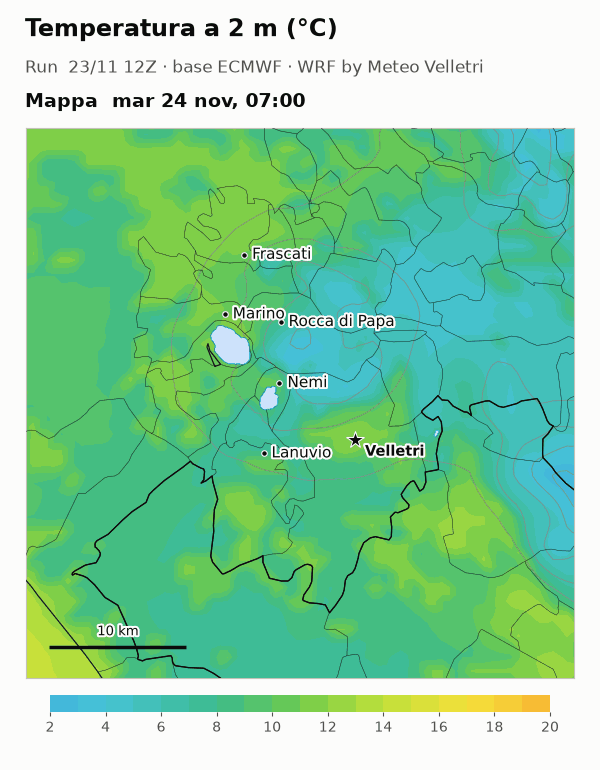 Temperatura a 2 m (°C)
Run  23/11 12Z · base ECMWF · WRF by Meteo Velletri
Mappa  mar 24 nov, 07:00
Frascati
Marino
Rocca di Papa
Nemi
Velletri
Lanuvio
10 km
2 4 6 8 10 12 14 16 18 20